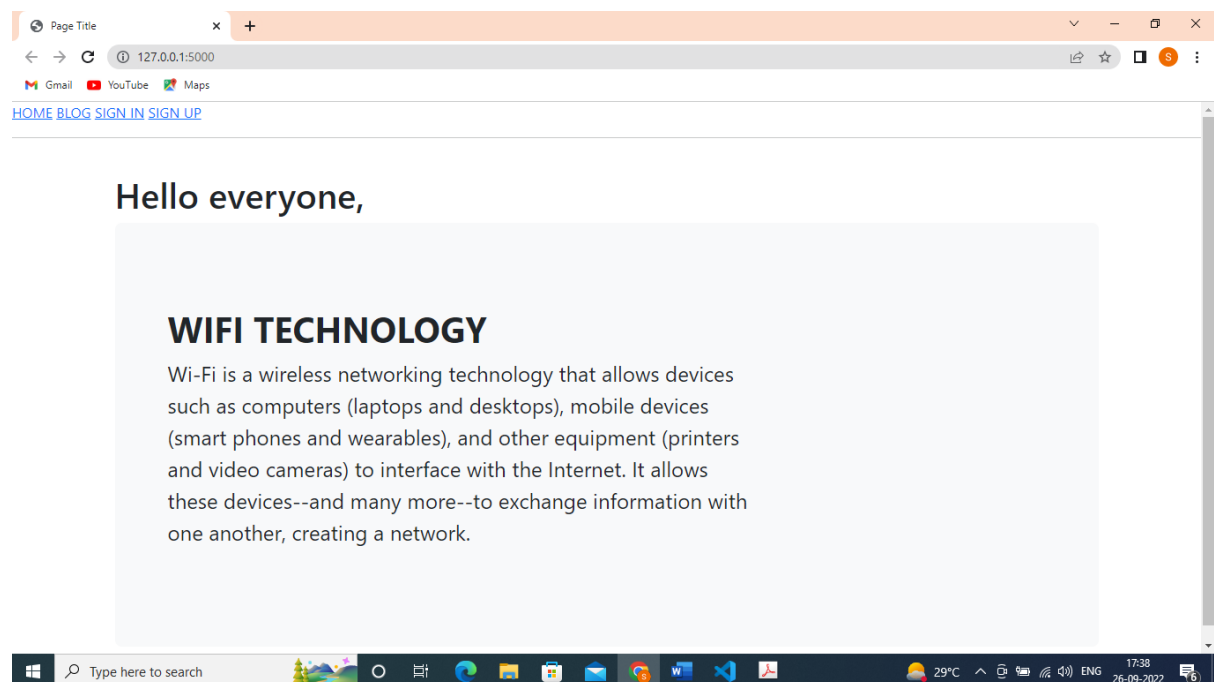 Page Title
127.0.0.1:5000
S
Gmail YouTube Maps
HOME BLOG SIGN IN SIGN UP
Hello everyone,
WIFI TECHNOLOGY
Wi-Fi is a wireless networking technology that allows devices
such as computers (laptops and desktops), mobile devices
(smart phones and wearables), and other equipment (printers
and video cameras) to interface with the Internet. It allows
these devices--and many more--to exchange information with
one another, creating a network.
Type here to search
29°C ENG 17:38
26-09-2022
6